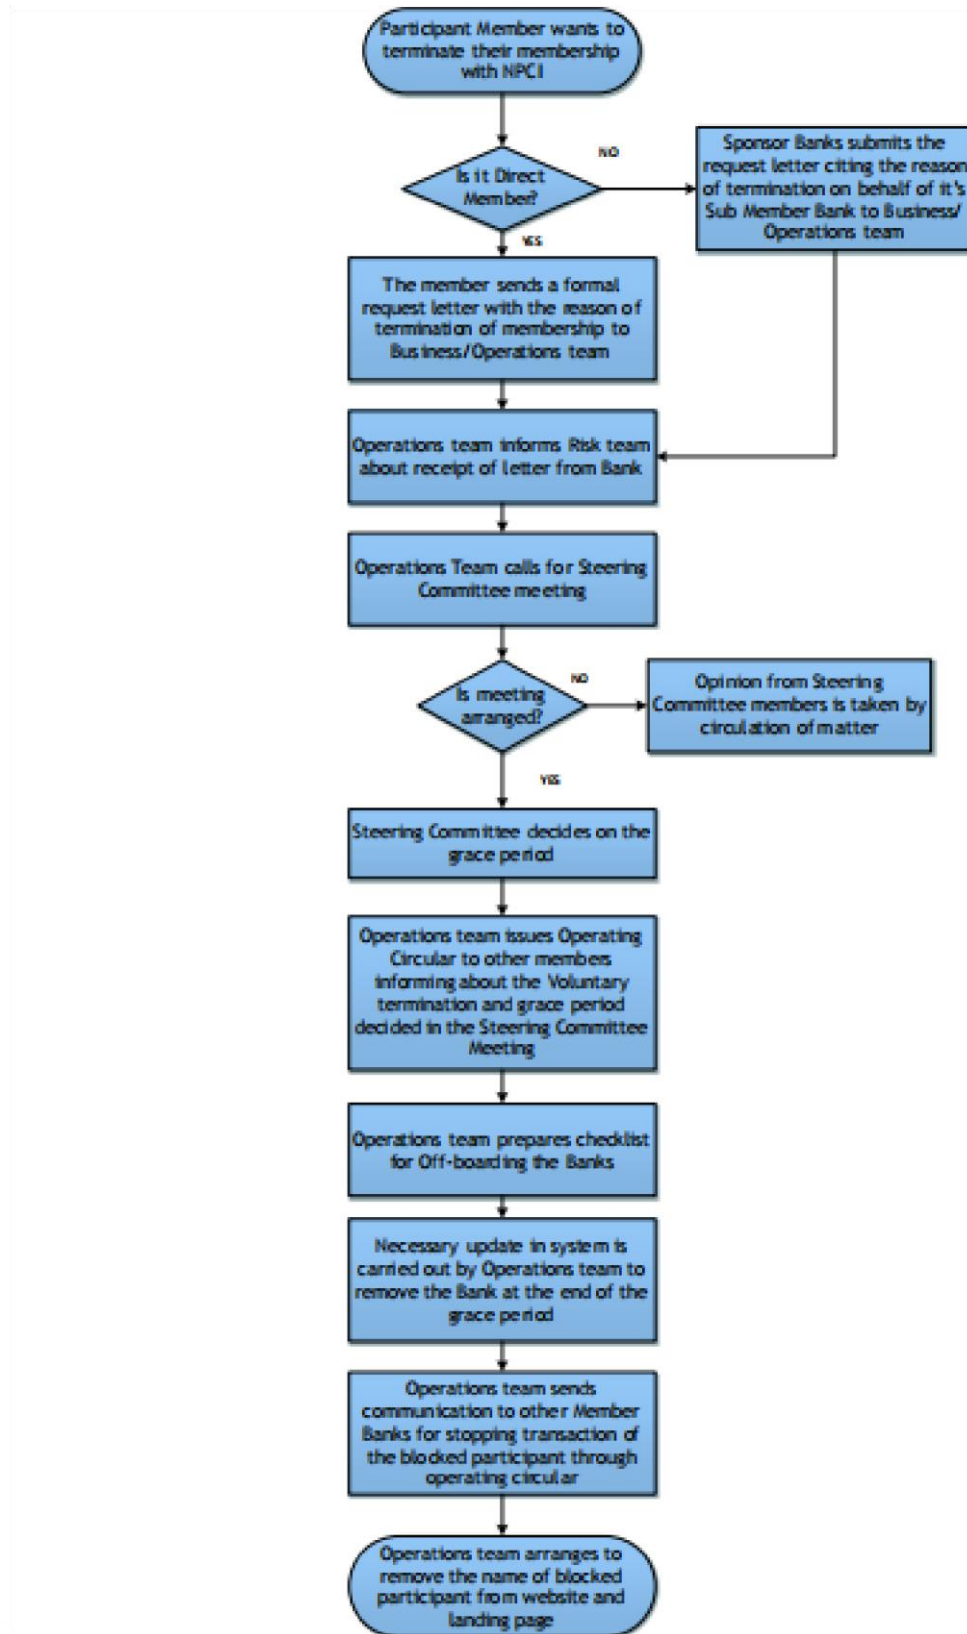 Participant Member wants to
terminate their membership
with NPCI
Is it Direct
Member?
NO
Sponsor Banks submits the
request letter citing the reason
of termination on behalf of it's
Sub Member Bank to Business/
Operations team
YES
The member sends a formal
request letter with the reason of
termination of membership to
Business/Operations team
Operations team informs Risk team
about receipt of letter from Bank
Operations Team calls for Steering
Committee meeting
Is meeting
arranged?
NO
Opinion from Steering
Committee members is taken by
circulation of matter
YES
Steering Committee decides on the
grace period
Operations team issues Operating
Circular to other members
informing about the Voluntary
termination and grace period
decided in the Steering Committee
Meeting
Operations team prepares checklist
for Off-boarding the Banks
Necessary update in system is
carried out by Operations team to
remove the Bank at the end of the
grace period
Operations team sends
communication to other Member
Banks for stopping transaction of
the blocked participant through
operating circular
Operations team arranges to
remove the name of blocked
participant from website and
landing page